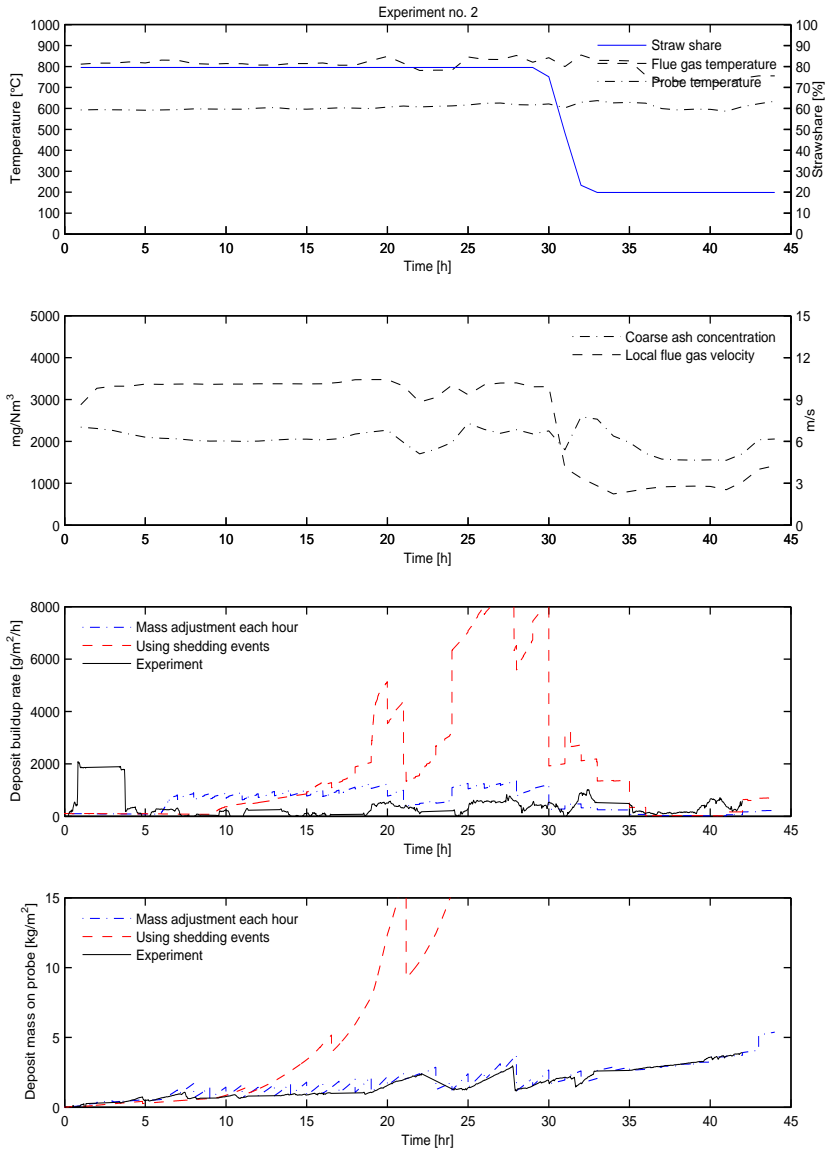 Experiment no. 2
1000
900
800
700
600
500
400
300
200
100
0
Temperature [°C]
100
90
80
70
60
50
40
30
20
10
0
Strawshare [%]
Straw share
Flue gas temperature
Probe temperature
0 5 10 15 20 25 30 35 40 45
Time [h]
5000
4000
3000
2000
1000
0
mg/Nm³
15
12
9
6
3
0
m/s
Coarse ash concentration
Local flue gas velocity
0 5 10 15 20 25 30 35 40 45
Time [h]
8000
6000
4000
2000
0
Deposit buildup rate [g/m²/h]
Mass adjustment each hour
Using shedding events
Experiment
0 5 10 15 20 25 30 35 40 45
Time [h]
15
10
5
0
Deposit mass on probe [kg/m²]
Mass adjustment each hour
Using shedding events
Experiment
0 5 10 15 20 25 30 35 40 45
Time [hr]